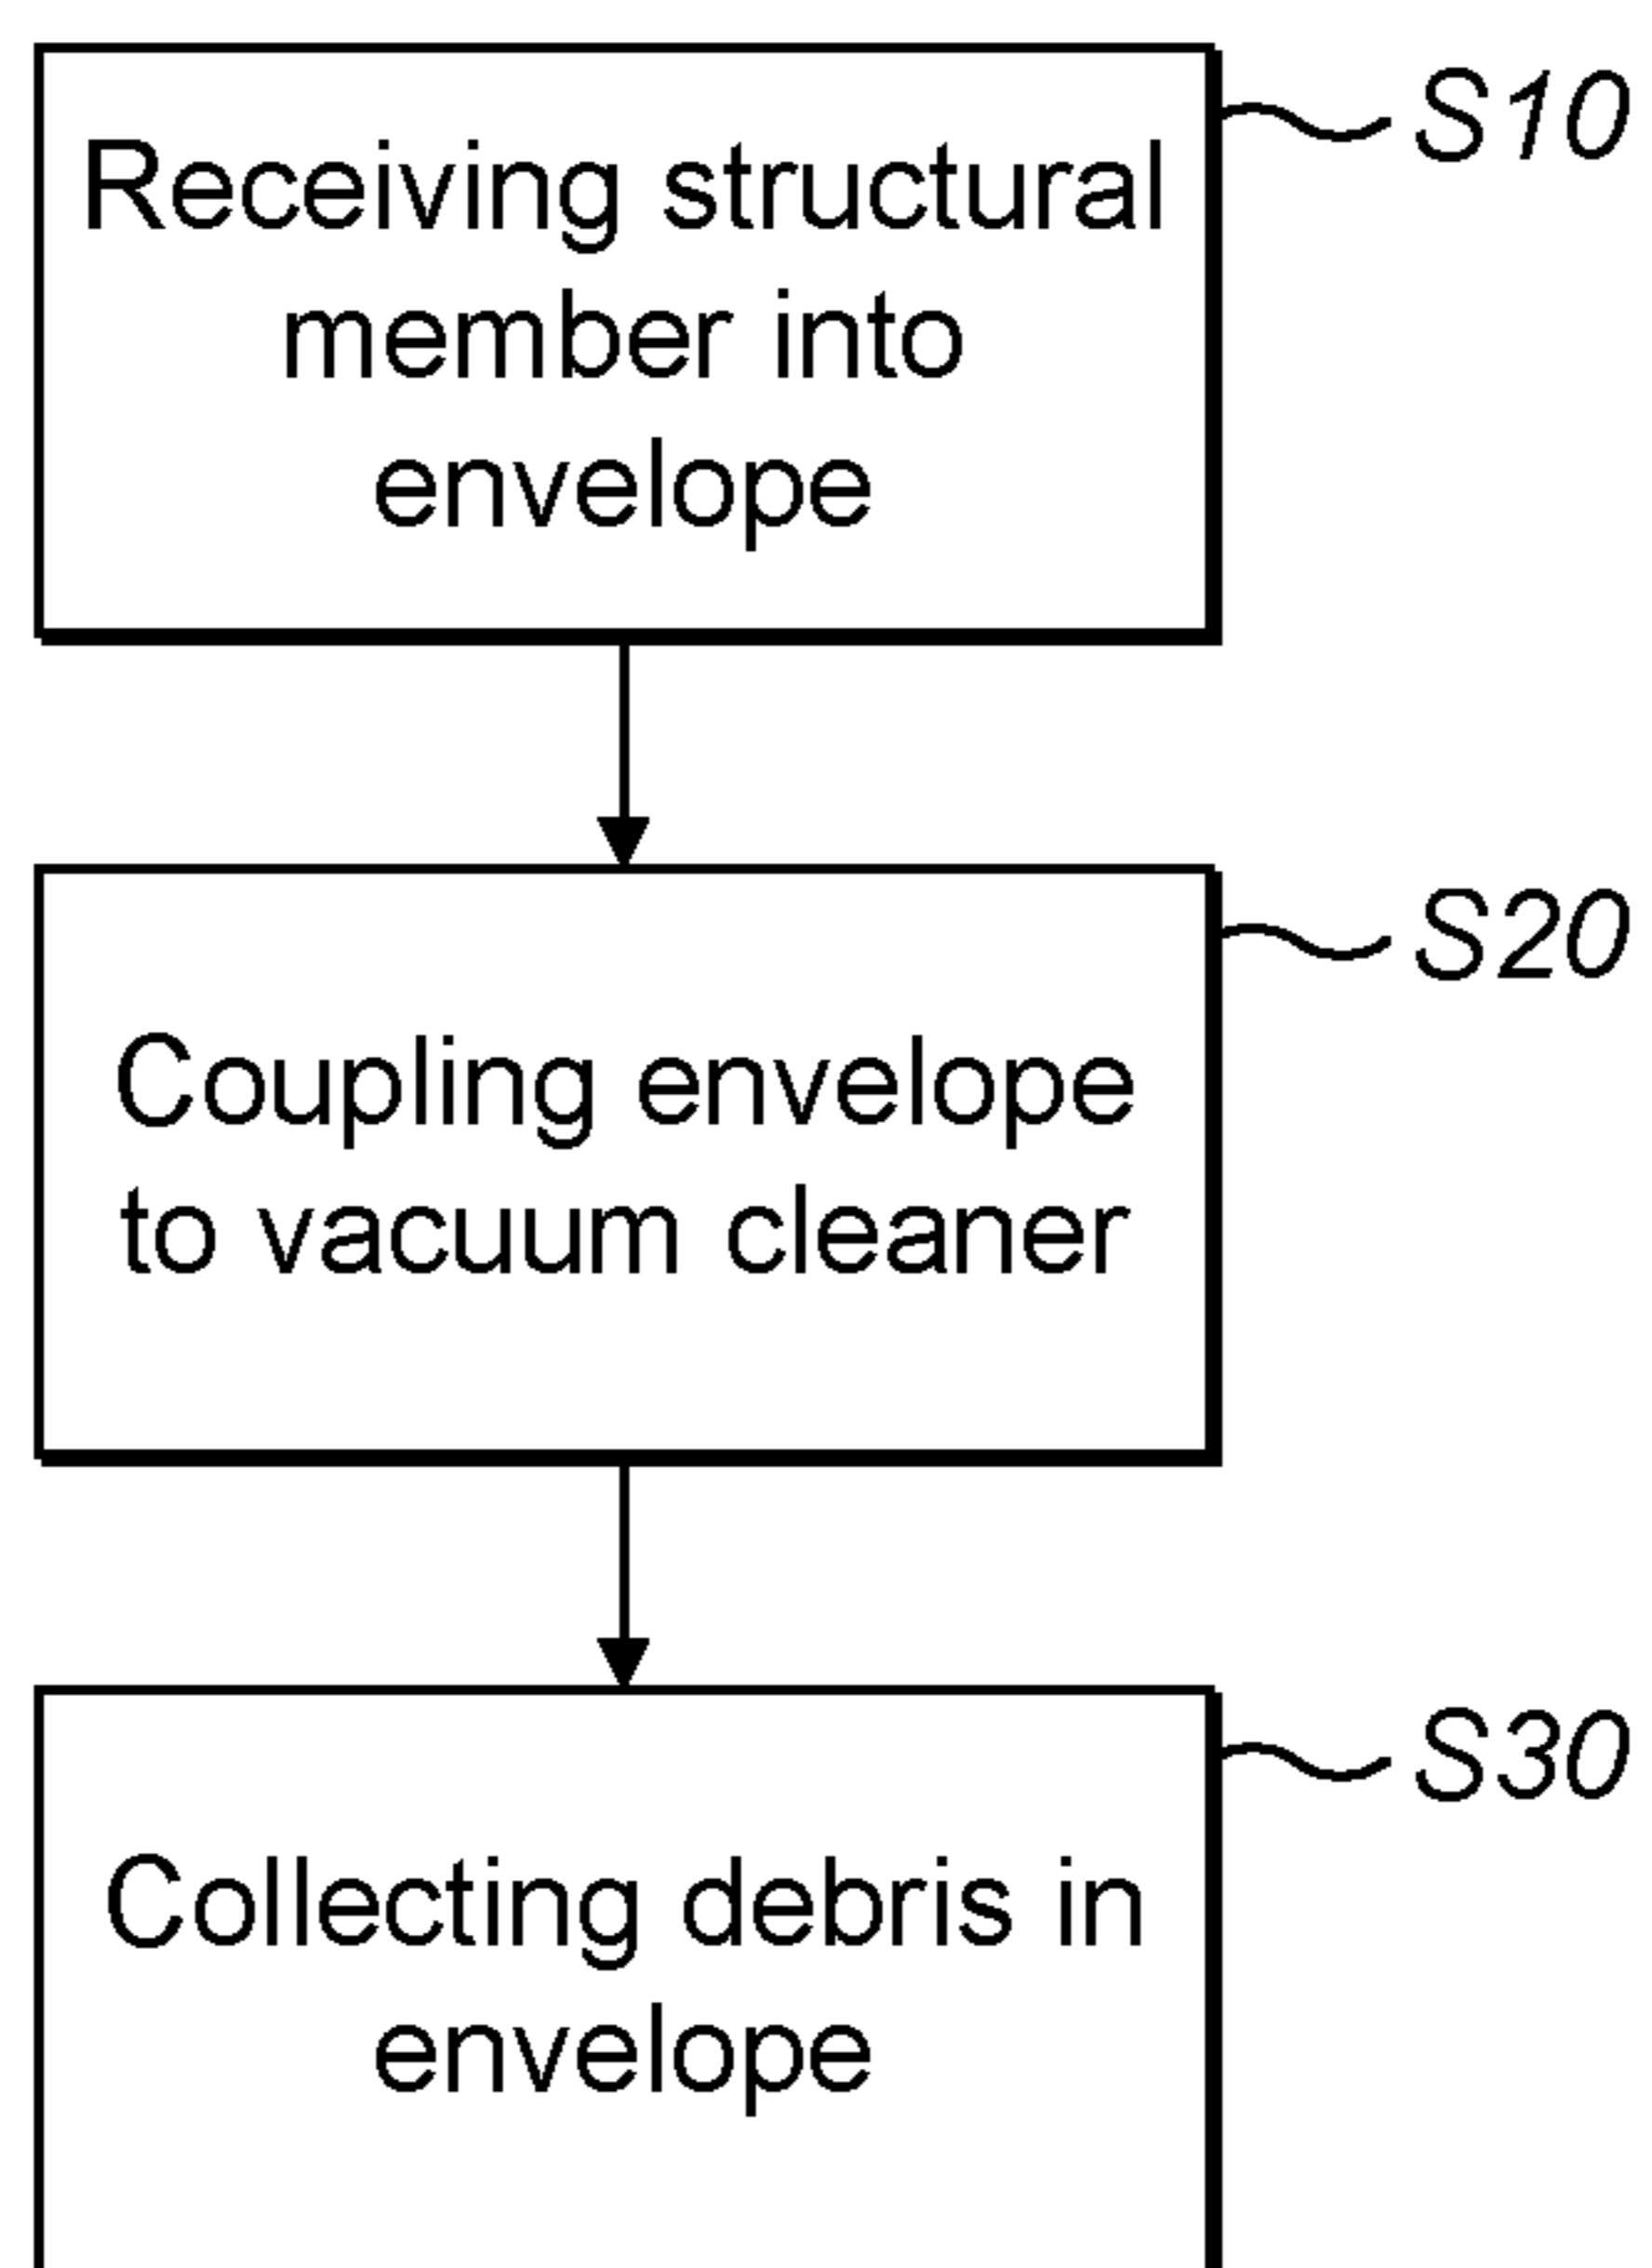 Receiving structural
member into
envelope
S10
Coupling envelope
to vacuum cleaner
S20
Collecting debris in
envelope
S30